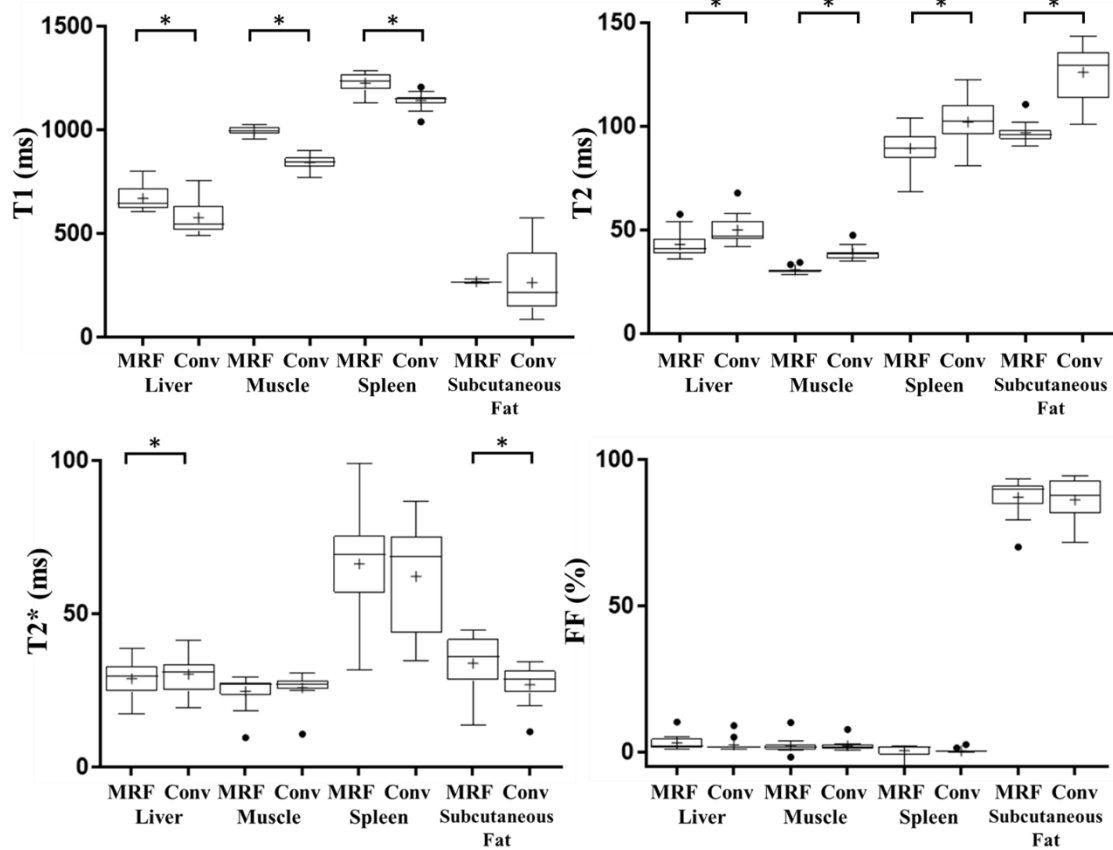 * * *
1500
1000
500
0
T1 (ms)
MRF Conv MRF Conv MRF Conv MRF Conv
Liver Muscle Spleen Subcutaneous
Fat
* * * *
150
100
50
0
T2 (ms)
MRF Conv MRF Conv MRF Conv MRF Conv
Liver Muscle Spleen Subcutaneous
Fat
* *
100
50
0
T2* (ms)
MRF Conv MRF Conv MRF Conv MRF Conv
Liver Muscle Spleen Subcutaneous
Fat
100
50
0
FF (%)
MRF Conv MRF Conv MRF Conv MRF Conv
Liver Muscle Spleen Subcutaneous
Fat